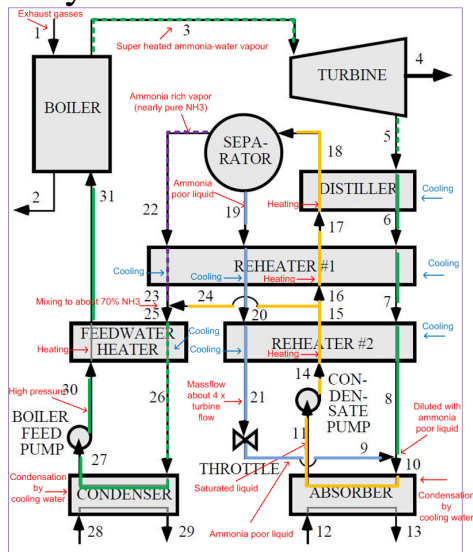 y
Exhaust gases
1
3
Super heated ammonia-water
vapour
BOILER
TURBINE
4
Ammonia rich vapor
(nearly pure NH3)
SEPA-
RATOR
18
5
DISTILLER
Cooling
Heating
2
31
Ammonia
poor liquid
22
19
17
6
REHEATER #1
Cooling
Cooling
Heating
Cooling
Mixing to about 70% NH3
23
24
16
25
20
15
7
FEEDWATER
HEATER
Cooling
Heating
REHEATER #2
Cooling
Cooling
Heating
30
High pressure
26
Massflow
about 4 x
turbine
flow
21
14
CON-
DEN-
SATE
PUMP
8
Diluted with
ammonia
poor liquid
BOILER
FEED
PUMP
27
THROTTLE
11
9
10
Saturated liquid
Condensation
by
cooling water
CONDENSER
ABSORBER
Condensation
by
cooling water
Ammonia poor liquid
28
29
12
13